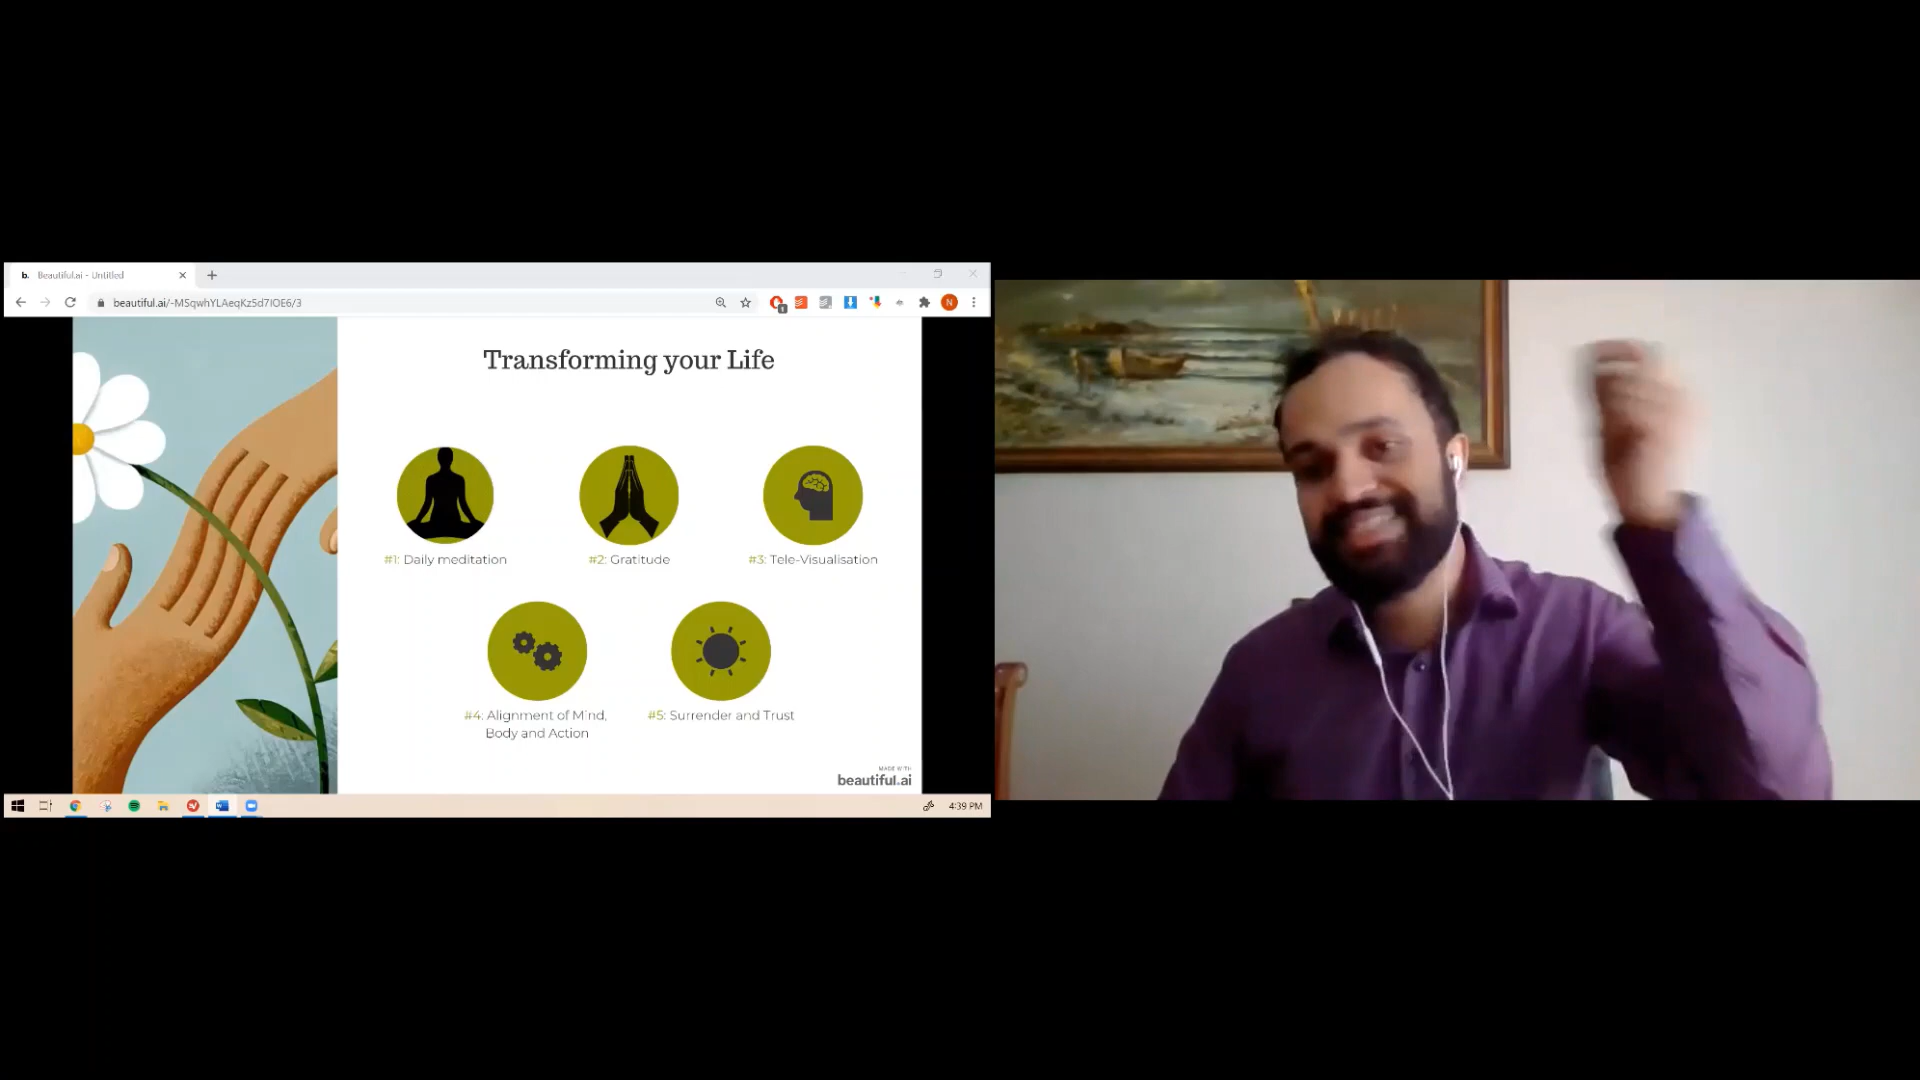 b. Beautiful.ai - Untitled
beautiful.ai/-MSqwhYLAeqKz5d7IOE6/3
1
N
Transforming your Life
#1: Daily meditation
#2: Gratitude
#3: Tele-Visualisation
#4: Alignment of Mind,
Body and Action
#5: Surrender and Trust
MADE WITH
beautiful.ai
4:39 PM